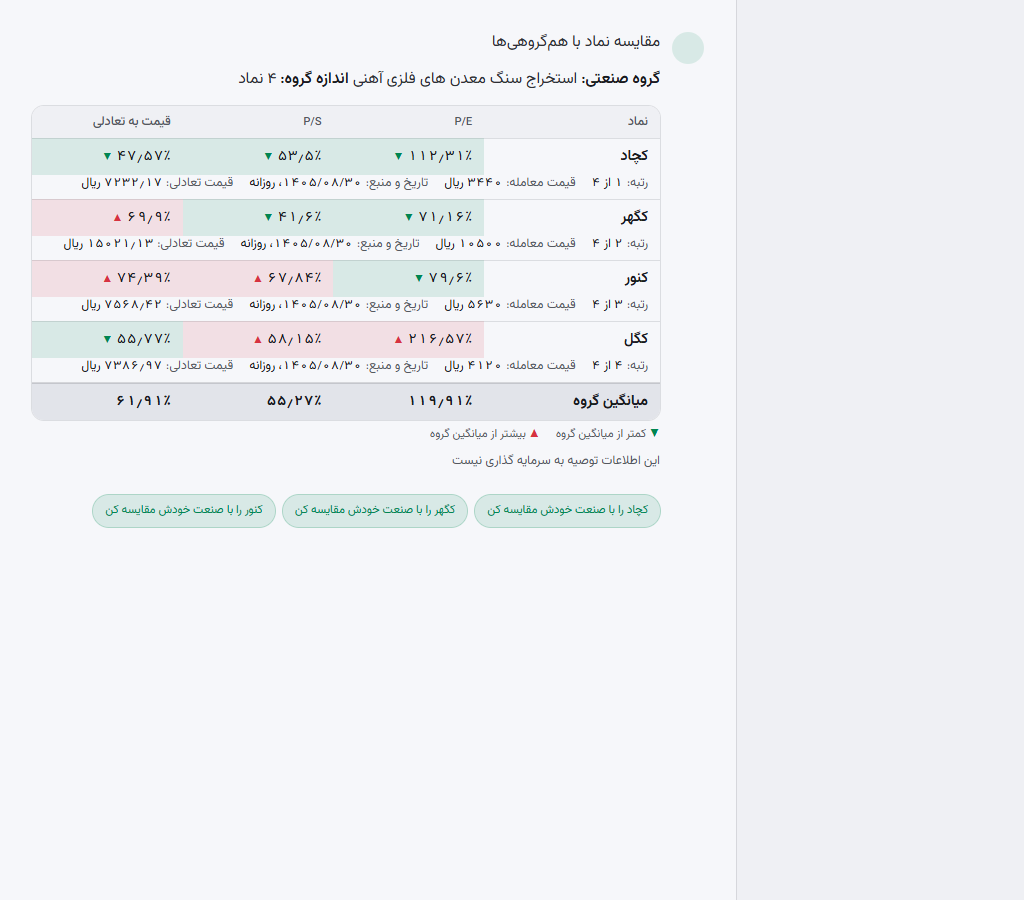 مقایسه نماد با هم‌گروهی‌ها
گروه صنعتی: استخراج سنگ معدن های فلزی آهنی اندازه گروه: ۴ نماد
نماد P/E P/S قیمت به تعادلی
کچاد ۱۱۲٫۳۱٪ ▼ ۵۳٫۵٪ ▼ ۴۷٫۵۷٪ ▼
رتبه: ۱ از ۴ قیمت معامله: ۳۴۴۰ ریال تاریخ و منبع: ۱۴۰۵/۰۸/۳۰، روزانه قیمت تعادلی: ۷۲۳۲٫۱۷ ریال
کگهر ۷۱٫۱۶٪ ▼ ۴۱٫۶٪ ▼ ۶۹٫۹٪ ▲
رتبه: ۲ از ۴ قیمت معامله: ۱۰۵۰۰ ریال تاریخ و منبع: ۱۴۰۵/۰۸/۳۰، روزانه قیمت تعادلی: ۱۵۰۲۱٫۱۳ ریال
کنور ۷۹٫۶٪ ▼ ۶۷٫۸۴٪ ▲ ۷۴٫۳۹٪ ▲
رتبه: ۳ از ۴ قیمت معامله: ۵۶۳۰ ریال تاریخ و منبع: ۱۴۰۵/۰۸/۳۰، روزانه قیمت تعادلی: ۷۵۶۸٫۴۲ ریال
کگل ۲۱۶٫۵۷٪ ▲ ۵۸٫۱۵٪ ▲ ۵۵٫۷۷٪ ▼
رتبه: ۴ از ۴ قیمت معامله: ۴۱۲۰ ریال تاریخ و منبع: ۱۴۰۵/۰۸/۳۰، روزانه قیمت تعادلی: ۷۳۸۶٫۹۷ ریال
میانگین گروه ۱۱۹٫۹۱٪ ۵۵٫۲۷٪ ۶۱٫۹۱٪
▼ کمتر از میانگین گروه ▲ بیشتر از میانگین گروه
این اطلاعات توصیه به سرمایه گذاری نیست
کچاد را با صنعت خودش مقایسه کن کگهر را با صنعت خودش مقایسه کن کنور را با صنعت خودش مقایسه کن